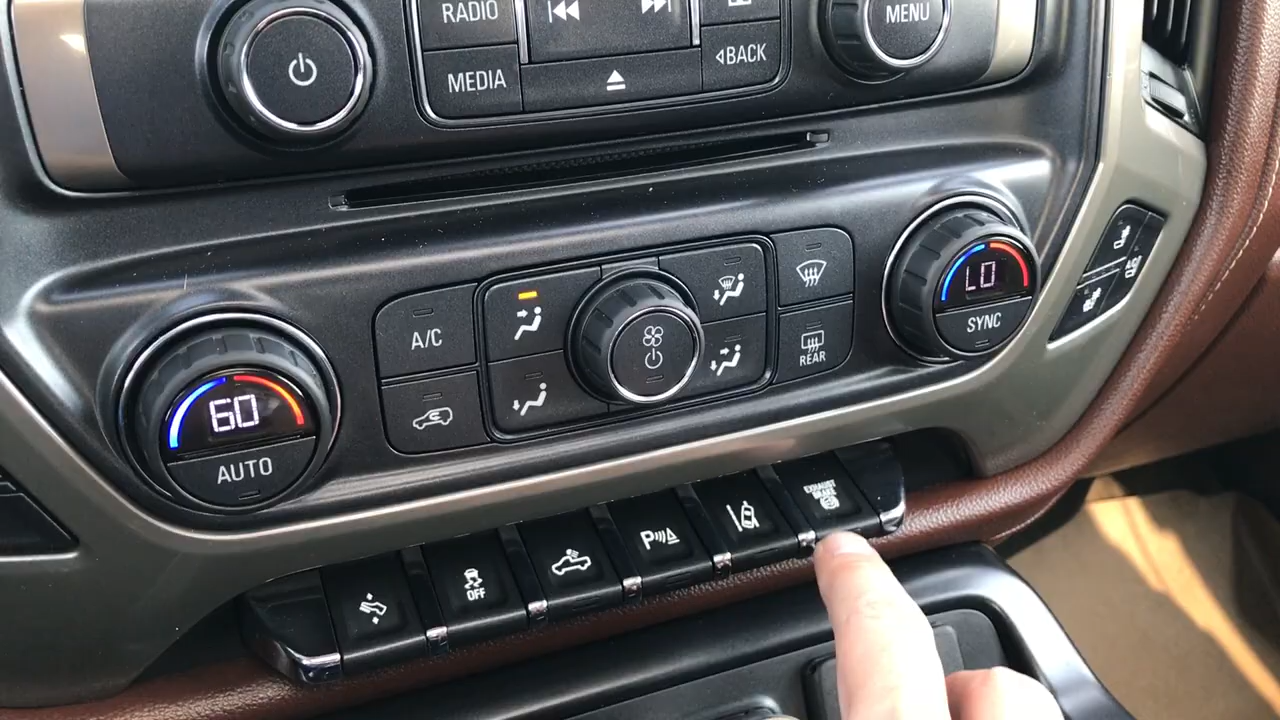 RADIO
MENU
MEDIA
BACK
A/C
REAR
LO
SYNC
60
AUTO
EXHAUST
BRAKE
P
OFF